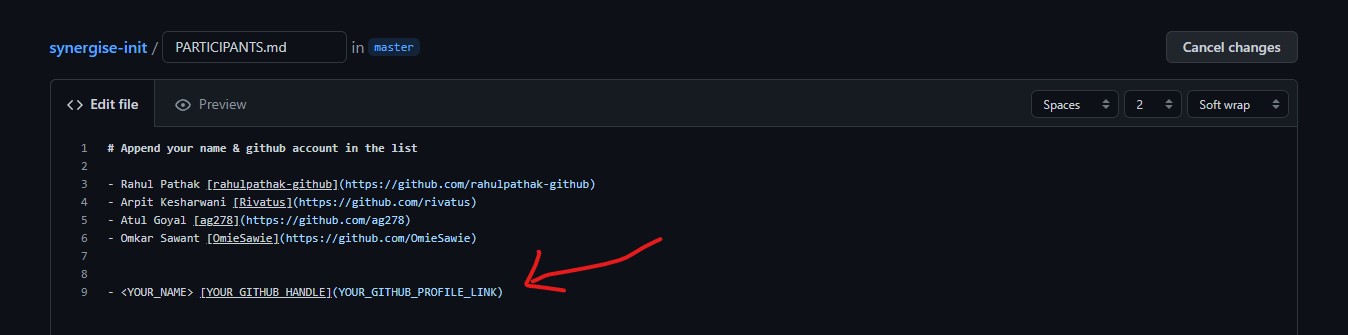 synergise-init / PARTICIPANTS.md in master Cancel changes
<> Edit file Preview Spaces 2 Soft wrap
1 # Append your name & github account in the list
2
3 - Rahul Pathak [rahulpathak-github](https://github.com/rahulpathak-github)
4 - Arpit Kesharwani [Rivatus](https://github.com/rivatus)
5 - Atul Goyal [ag278](https://github.com/ag278)
6 - Omkar Sawant [OmieSawie](https://github.com/OmieSawie)
7
8
9 - <YOUR_NAME> [YOUR_GITHUB_HANDLE](YOUR_GITHUB_PROFILE_LINK)